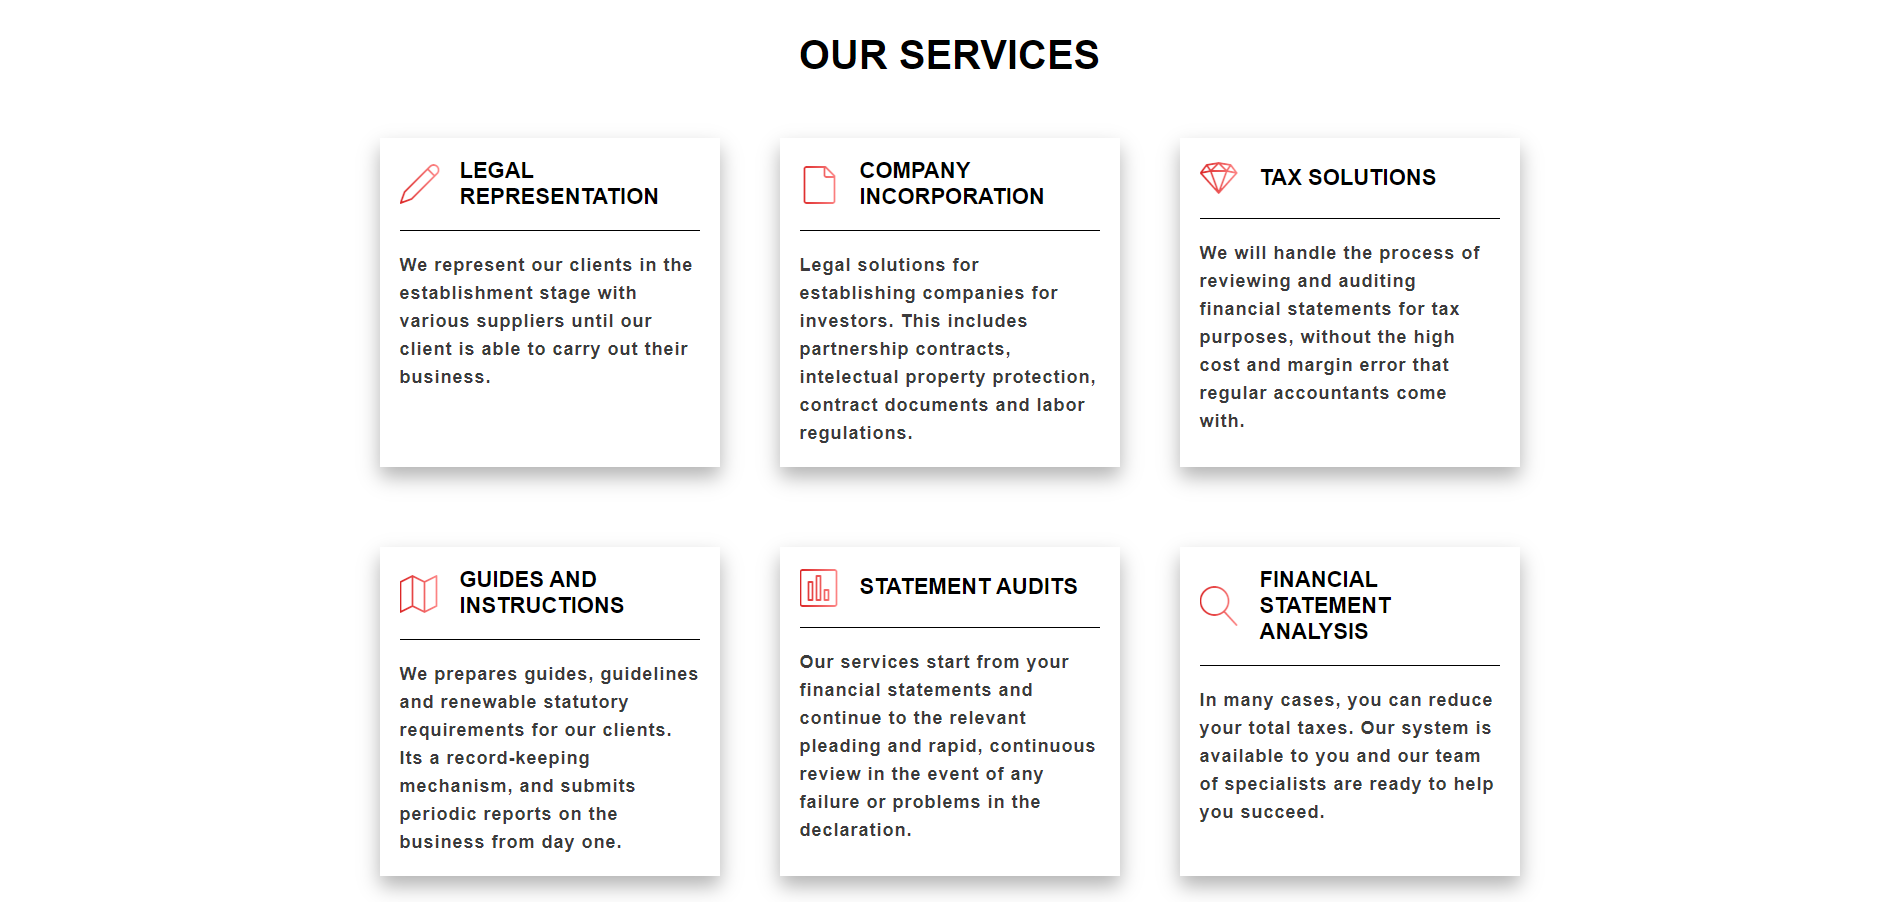 OUR SERVICES
LEGAL
REPRESENTATION
We represent our clients in the
establishment stage with
various suppliers until our
client is able to carry out their
business.
COMPANY
INCORPORATION
Legal solutions for
establishing companies for
investors. This includes
partnership contracts,
intelectual property protection,
contract documents and labor
regulations.
TAX SOLUTIONS
We will handle the process of
reviewing and auditing
financial statements for tax
purposes, without the high
cost and margin error that
regular accountants come
with.
GUIDES AND
INSTRUCTIONS
We prepares guides, guidelines
and renewable statutory
requirements for our clients.
Its a record-keeping
mechanism, and submits
periodic reports on the
business from day one.
STATEMENT AUDITS
Our services start from your
financial statements and
continue to the relevant
pleading and rapid, continuous
review in the event of any
failure or problems in the
declaration.
FINANCIAL
STATEMENT
ANALYSIS
In many cases, you can reduce
your total taxes. Our system is
available to you and our team
of specialists are ready to help
you succeed.